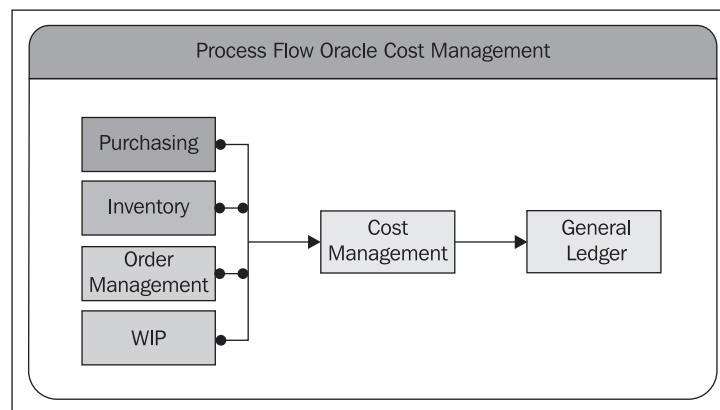 Process Flow Oracle Cost Management
Purchasing
Inventory
Order
Management
WIP
Cost
Management
General
Ledger